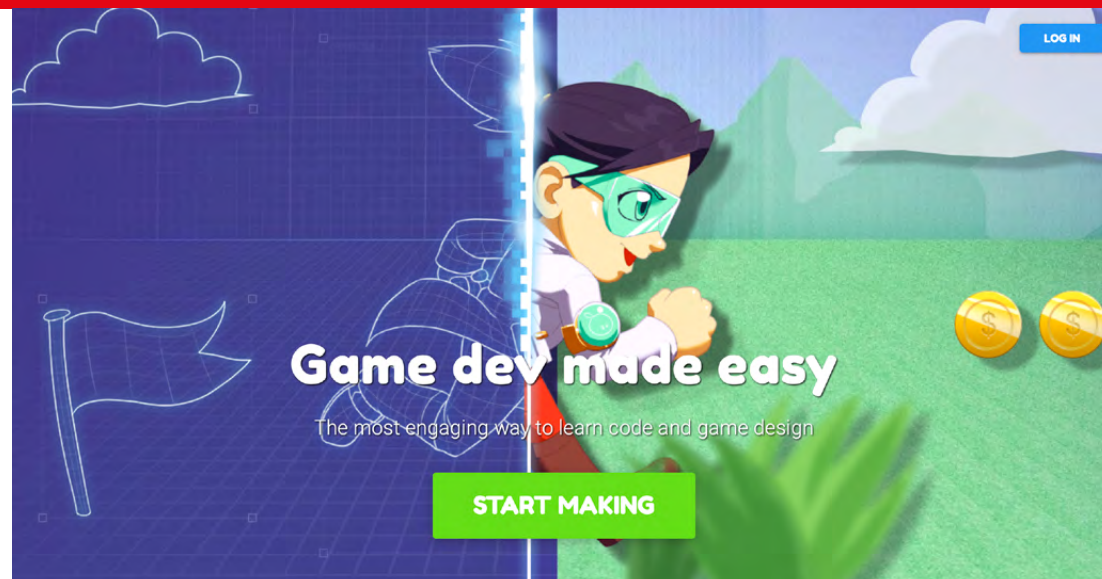 LOG IN
Game dev made easy
The most engaging way to learn code and game design
START MAKING
$ $